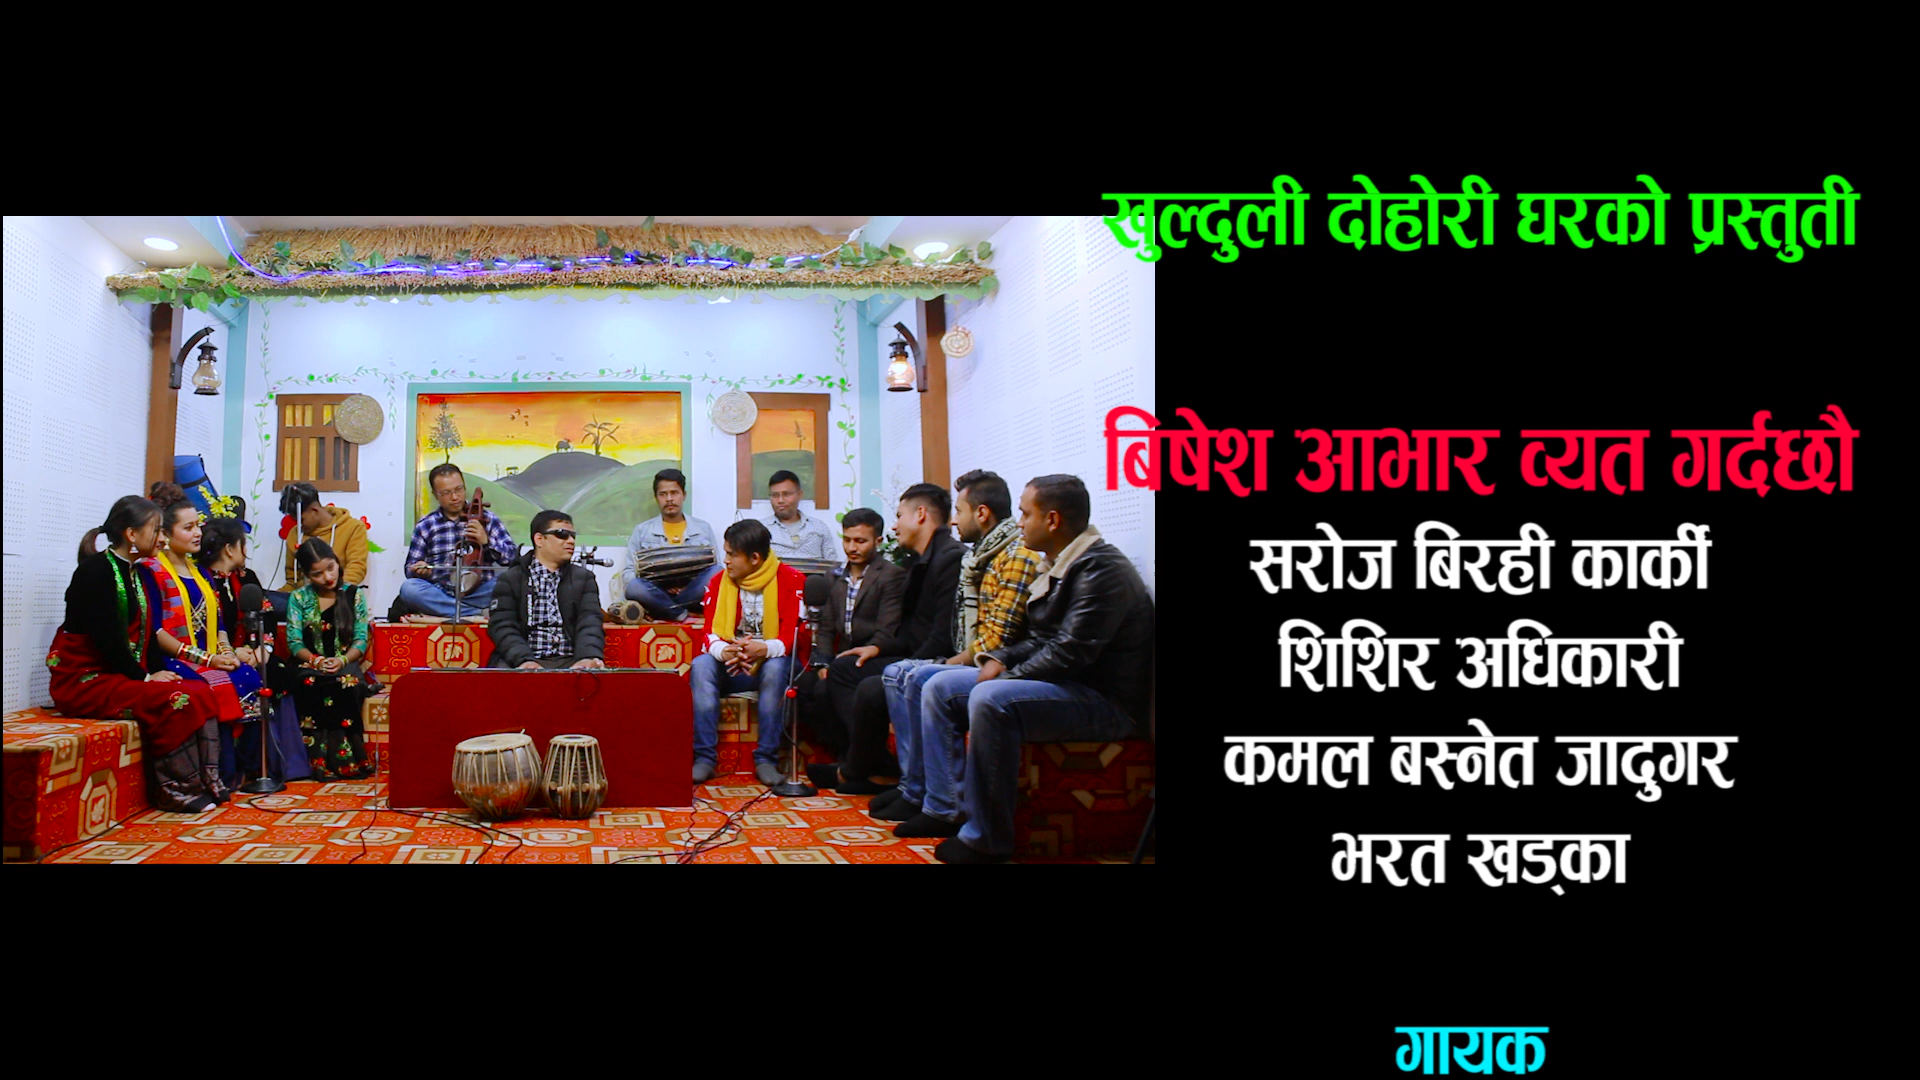 खुल्दुली दोहोरी घरको प्रस्तुती
बिषेश आभार व्यत गर्दछौ
सरोज बिरही कार्की
शिशिर अधिकारी
कमल बस्नेत जादुगर
भरत खड्का
गायक